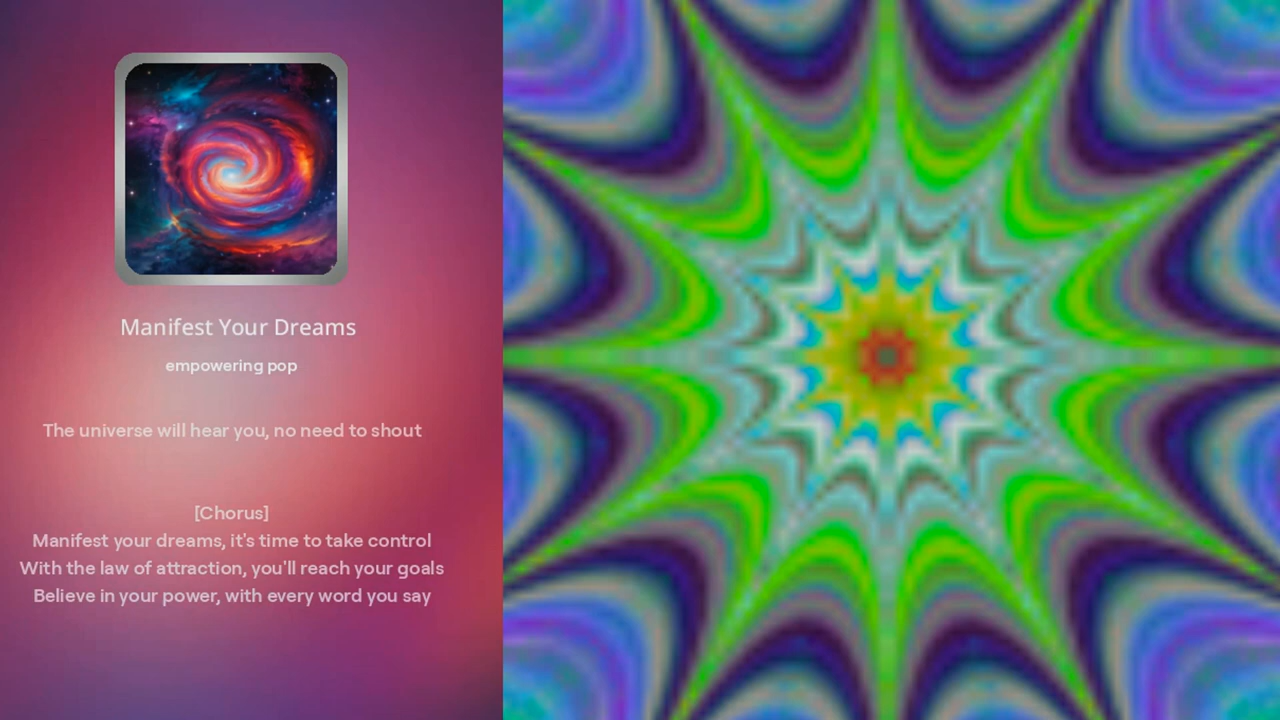 Manifest Your Dreams
empowering pop
The universe will hear you, no need to shout
[Chorus]
Manifest your dreams, it's time to take control
With the law of attraction, you'll reach your goals
Believe in your power, with every word you say